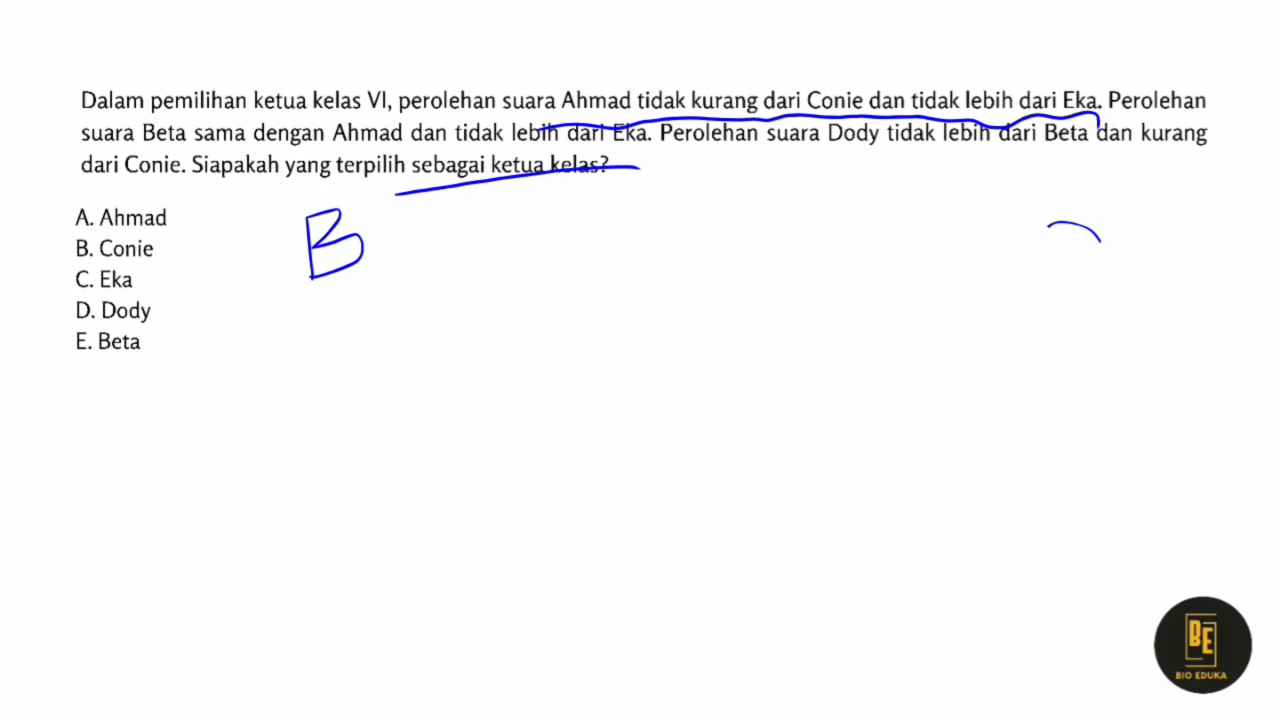 Dalam pemilihan ketua kelas VI, perolehan suara Ahmad tidak kurang dari Conie dan tidak lebih dari Eka. Perolehan
suara Beta sama dengan Ahmad dan tidak lebih dari Eka. Perolehan suara Dody tidak lebih dari Beta dan kurang
dari Conie. Siapakah yang terpilih sebagai ketua kelas?
A. Ahmad
B. Conie
C. Eka
D. Dody
E. Beta
B
BE
BIO EDUKA